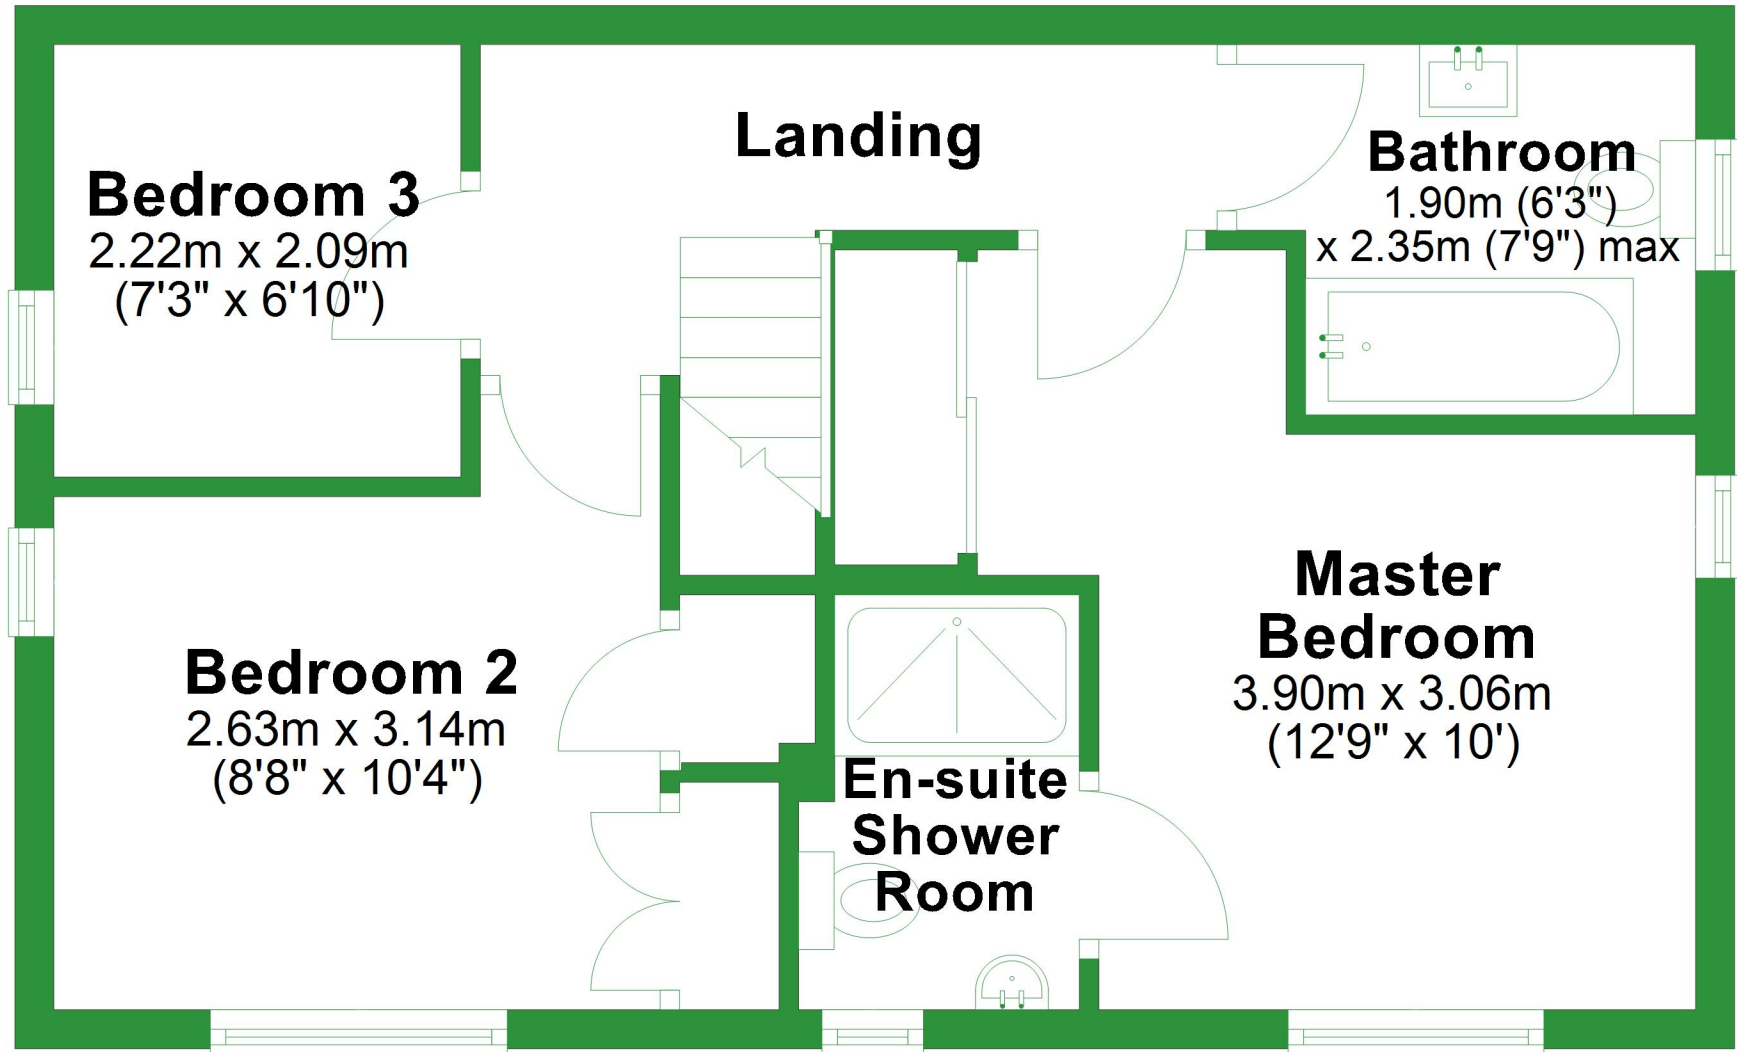 Landing
Bathroom
1.90m (6'3")
x 2.35m (7'9") max
Bedroom 3
2.22m x 2.09m
(7'3" x 6'10")
Master
Bedroom
3.90m x 3.06m
(12'9" x 10')
Bedroom 2
2.63m x 3.14m
(8'8" x 10'4")
En-suite
Shower
Room